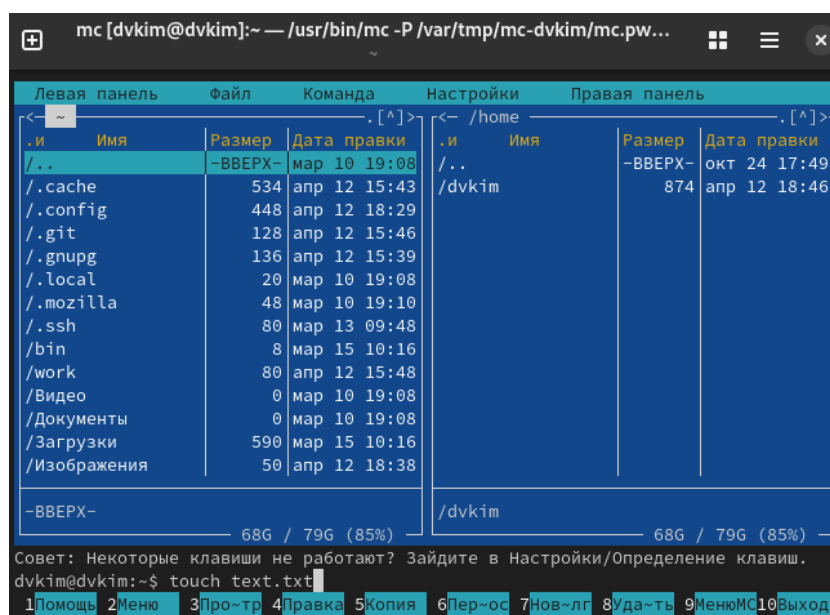 mc [dvkim@dvkim]:~ — /usr/bin/mc -P /var/tmp/mc-dvkim/mc.pw…
~
Левая панель Файл Команда Настройки Правая панель
<─ ~ .[^]> <─ /home .[^]>
.и Имя Размер Дата правки .и Имя Размер Дата правки
/.. -ВВЕРХ- мар 10 19:08 /.. -ВВЕРХ- окт 24 17:49
/.cache 534 апр 12 15:43 /dvkim 874 апр 12 18:46
/.config 448 апр 12 18:29
/.git 128 апр 12 15:46
/.gnupg 136 апр 12 15:39
/.local 20 мар 10 19:08
/.mozilla 48 мар 10 19:10
/.ssh 80 мар 13 09:48
/bin 8 мар 15 10:16
/work 80 апр 12 15:48
/Видео 0 мар 10 19:08
/Документы 0 мар 10 19:08
/Загрузки 590 мар 15 10:16
/Изображения 50 апр 12 18:38
-ВВЕРХ- /dvkim
68G / 79G (85%) 68G / 79G (85%)
Совет: Некоторые клавиши не работают? Зайдите в Настройки/Определение клавиш.
dvkim@dvkim:~$ touch text.txt
1Помощь 2Меню 3Про~тр 4Правка 5Копия 6Пер~ос 7Нов~лг 8Уда~ть 9МенюМС10Выход